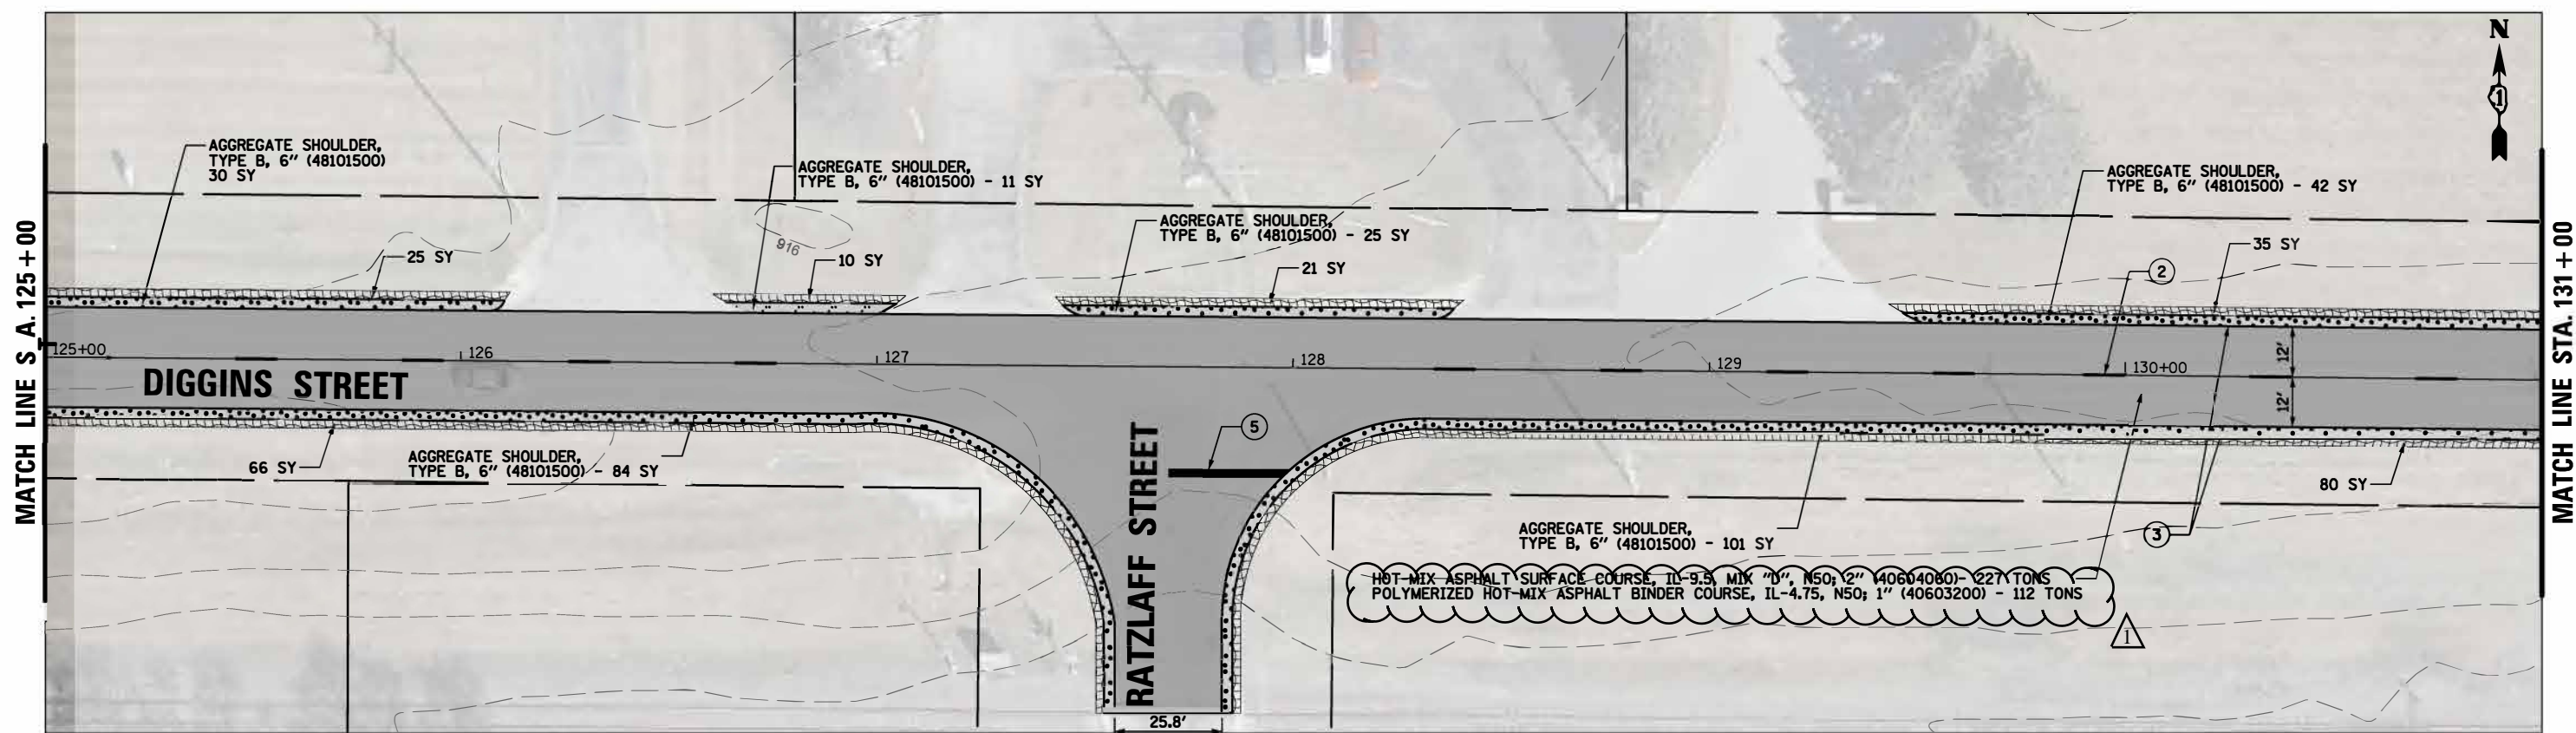 N
1
AGGREGATE SHOULDER,
TYPE B, 6" (48101500)
30 SY
AGGREGATE SHOULDER,
TYPE B, 6" (48101500) - 11 SY
AGGREGATE SHOULDER,
TYPE B, 6" (48101500) - 42 SY
AGGREGATE SHOULDER,
TYPE B, 6" (48101500) - 25 SY
916
25 SY
10 SY
21 SY
35 SY
2
MATCH LINE S A. 125+00
MATCH LINE STA. 131+00
125+00
126
127
128
129
130+00
12'
12'
DIGGINS STREET
RATZLAFF STREET
5
66 SY
AGGREGATE SHOULDER,
TYPE B, 6" (48101500) - 84 SY
80 SY
AGGREGATE SHOULDER,
TYPE B, 6" (48101500) - 101 SY
3
HOT-MIX ASPHALT SURFACE COURSE, IL-9.5, MIX "D", N50; 2" (40604060)- 227 TONS
POLYMERIZED HOT-MIX ASPHALT BINDER COURSE, IL-4.75, N50; 1" (40603200) - 112 TONS
1
25.8'